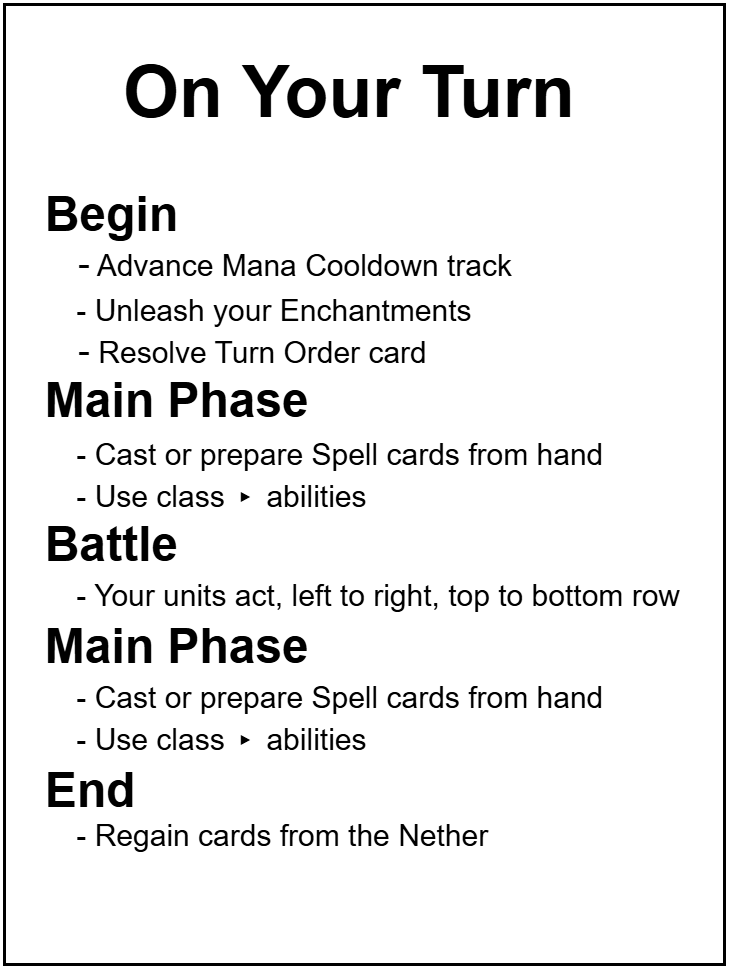 On Your Turn
Begin
- Advance Mana Cooldown track
- Unleash your Enchantments
- Resolve Turn Order card
Main Phase
- Cast or prepare Spell cards from hand
- Use class ‣ abilities
Battle
- Your units act, left to right, top to bottom row
Main Phase
- Cast or prepare Spell cards from hand
- Use class ‣ abilities
End
- Regain cards from the Nether